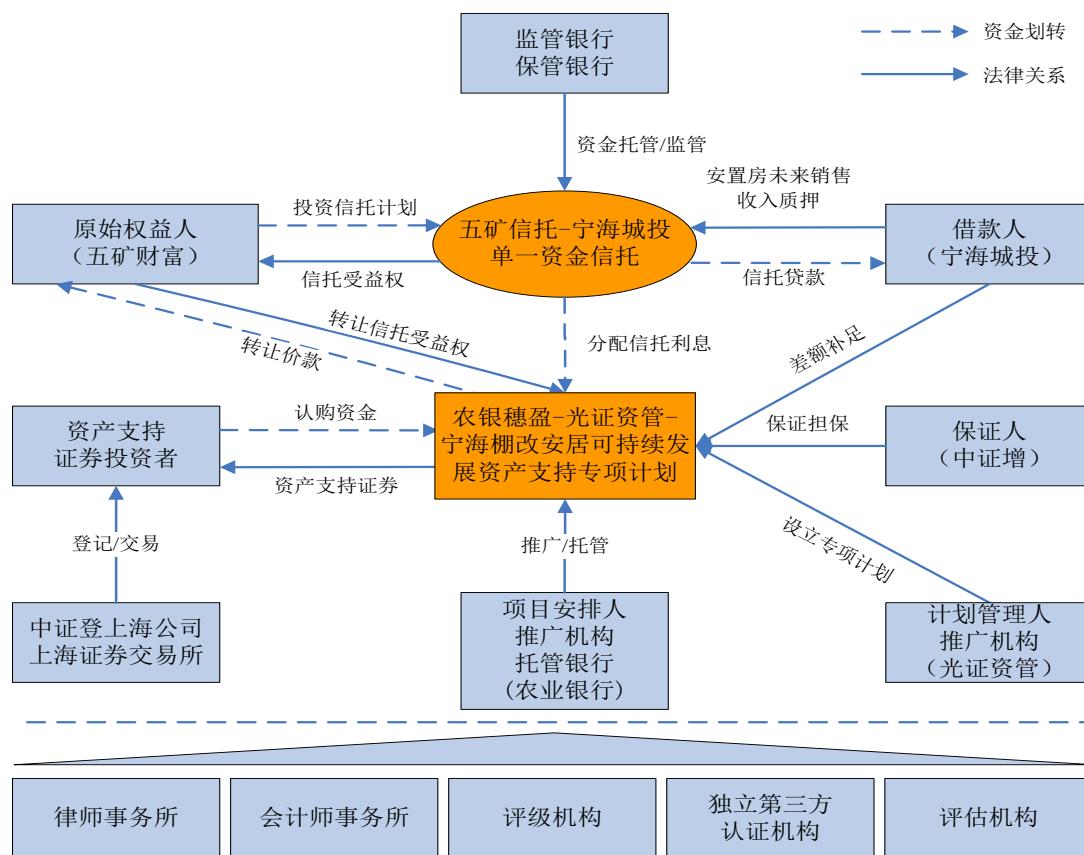 监管银行
保管银行
资金划转
法律关系
资金托管/监管
安置房未来销售
收入质押
原始权益人
（五矿财富）
投资信托计划
信托受益权
五矿信托-宁海城投
单一资金信托
借款人
（宁海城投）
信托贷款
转让信托受益权
转让价款
分配信托利息
差额补足
资产支持
证券投资者
认购资金
资产支持证券
农银穗盈-光证资管-
宁海棚改安居可持续发
展资产支持专项计划
保证担保
保证人
（中证增）
登记/交易
推广/托管
设立专项计划
中证登上海公司
上海证券交易所
项目安排人
推广机构
托管银行
(农业银行)
计划管理人
推广机构
（光证资管）
律师事务所
会计师事务所
评级机构
独立第三方
认证机构
评估机构